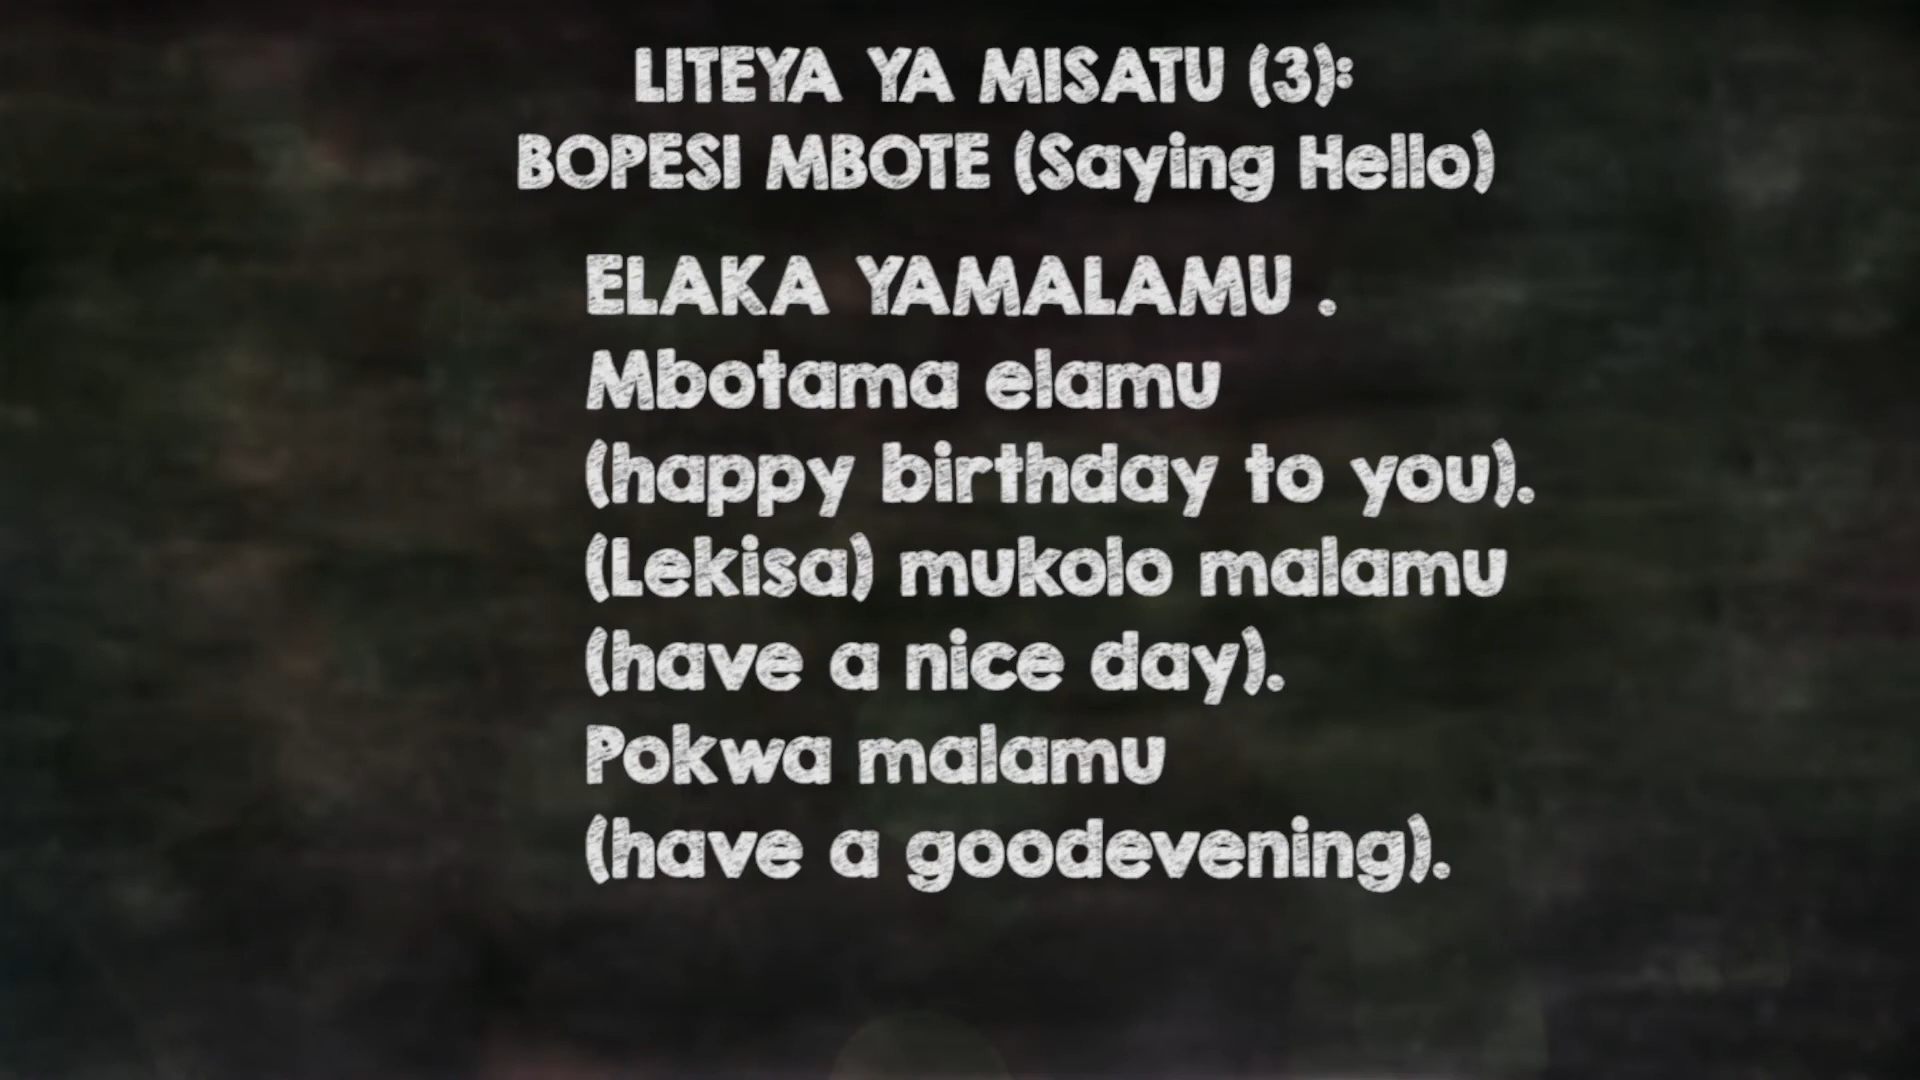 LITEYA YA MISATU (3):
BOPESI MBOTE (Saying Hello)
ELAKA YAMALAMU .
Mbotama elamu
(happy birthday to you).
(Lekisa) mukolo malamu
(have a nice day).
Pokwa malamu
(have a goodevening).